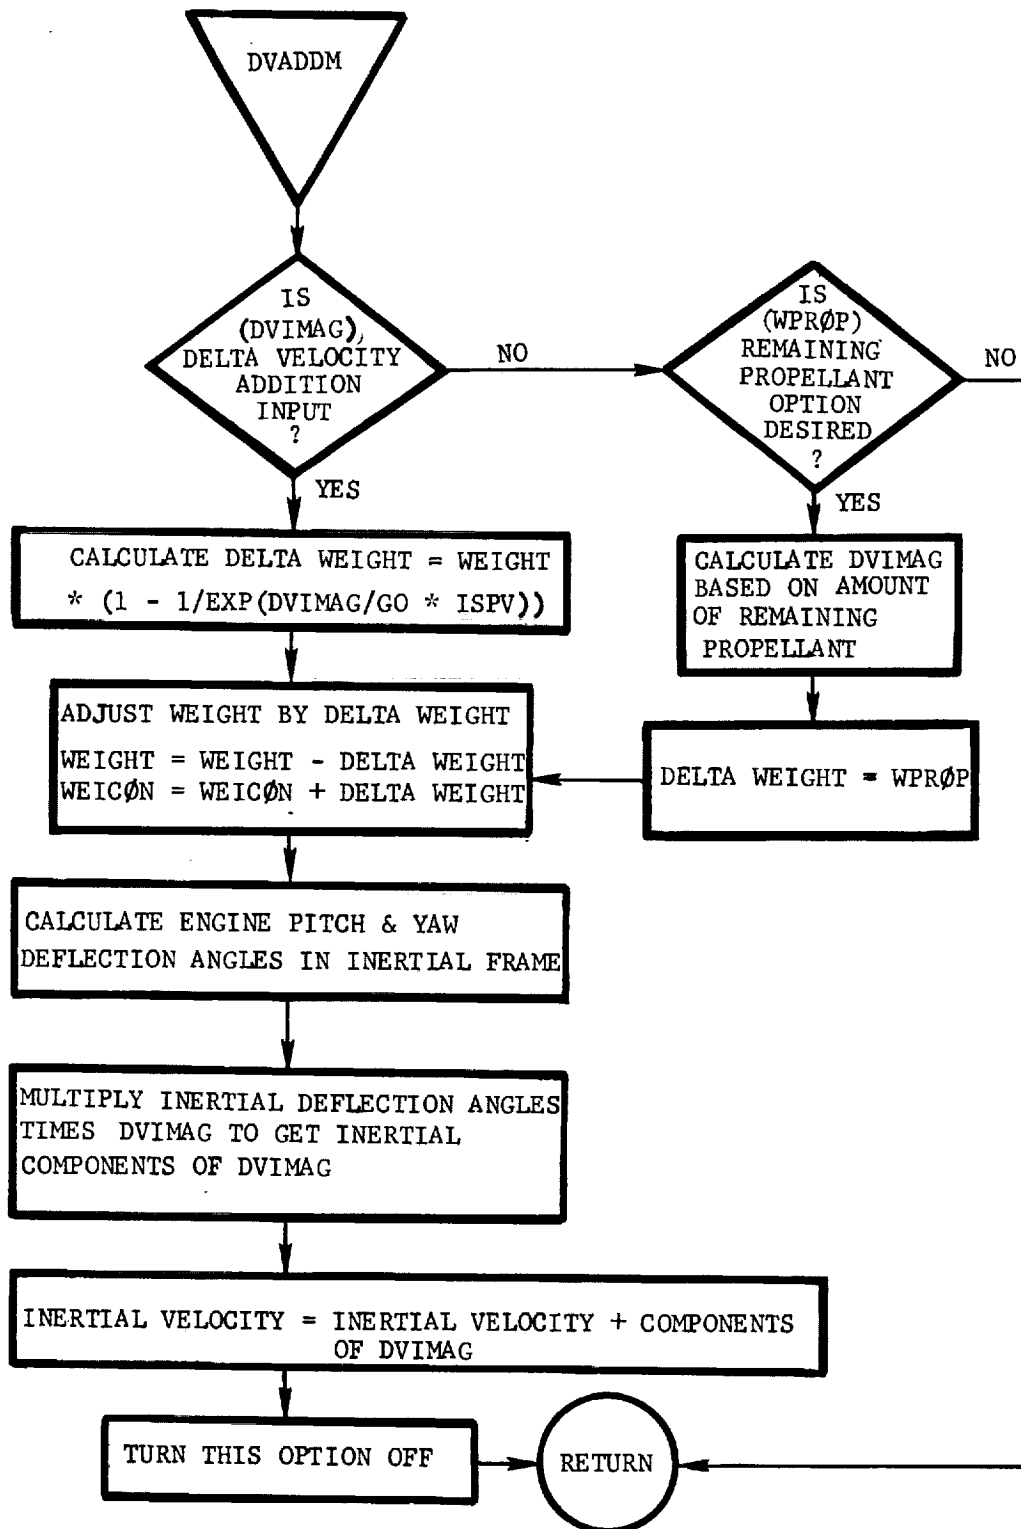 DVADDM
IS
(DVIMAG),
DELTA VELOCITY
ADDITION
INPUT
?
NO
IS
(WPRØP)
REMAINING
PROPELLANT
OPTION
DESIRED
?
NO
YES
YES
CALCULATE DELTA WEIGHT = WEIGHT
* (1 - 1/EXP(DVIMAG/GO * ISPV))
CALCULATE DVIMAG
BASED ON AMOUNT
OF REMAINING
PROPELLANT
ADJUST WEIGHT BY DELTA WEIGHT
WEIGHT = WEIGHT - DELTA WEIGHT
WEICØN = WEICØN + DELTA WEIGHT
DELTA WEIGHT = WPRØP
CALCULATE ENGINE PITCH & YAW
DEFLECTION ANGLES IN INERTIAL FRAME
MULTIPLY INERTIAL DEFLECTION ANGLES
TIMES DVIMAG TO GET INERTIAL
COMPONENTS OF DVIMAG
INERTIAL VELOCITY = INERTIAL VELOCITY + COMPONENTS
OF DVIMAG
TURN THIS OPTION OFF
RETURN